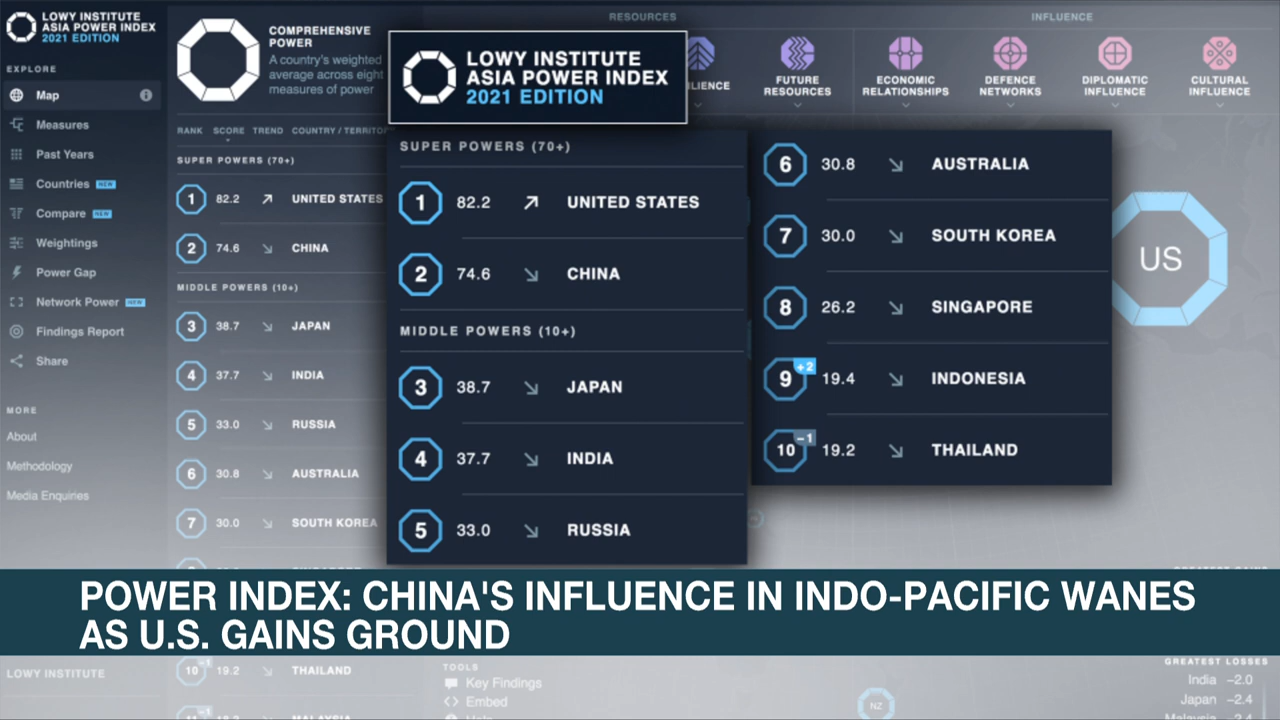 LOWY INSTITUTE
ASIA POWER INDEX
2021 EDITION
EXPLORE
Map
Measures
Past Years
Countries NEW
Compare NEW
Weightings
Power Gap
Network Power NEW
Findings Report
Share
MORE
About
Methodology
Media Enquiries
LOWY INSTITUTE
COMPREHENSIVE
POWER
A country's weighted
average across eight
measures of power
RANK SCORE TREND COUNTRY /
SUPER POWERS (70+)
1 82.2 UNITED STATES
2 74.6 CHINA
MIDDLE POWERS (10+)
3 38.7 JAPAN
4 37.7 INDIA
5 33.0 RUSSIA
6 30.8 AUSTRALIA
7 30.0 SOUTH KOREA
10 -1 19.2 THAILAND
RESOURCES
INFLUENCE
FUTURE
RESOURCES
ECONOMIC
RELATIONSHIPS
DEFENCE
NETWORKS
DIPLOMATIC
INFLUENCE
CULTURAL
INFLUENCE
LOWY INSTITUTE
ASIA POWER INDEX
2021 EDITION
SUPER POWERS (70+)
1 82.2 UNITED STATES
2 74.6 CHINA
MIDDLE POWERS (10+)
3 38.7 JAPAN
4 37.7 INDIA
5 33.0 RUSSIA
6 30.8 AUSTRALIA
7 30.0 SOUTH KOREA
8 26.2 SINGAPORE
9 +2 19.4 INDONESIA
10 -1 19.2 THAILAND
US
POWER INDEX: CHINA'S INFLUENCE IN INDO-PACIFIC WANES
AS U.S. GAINS GROUND
TOOLS
Key Findings
Embed
NZ
GREATEST LOSSES
India -2.0
Japan -2.4